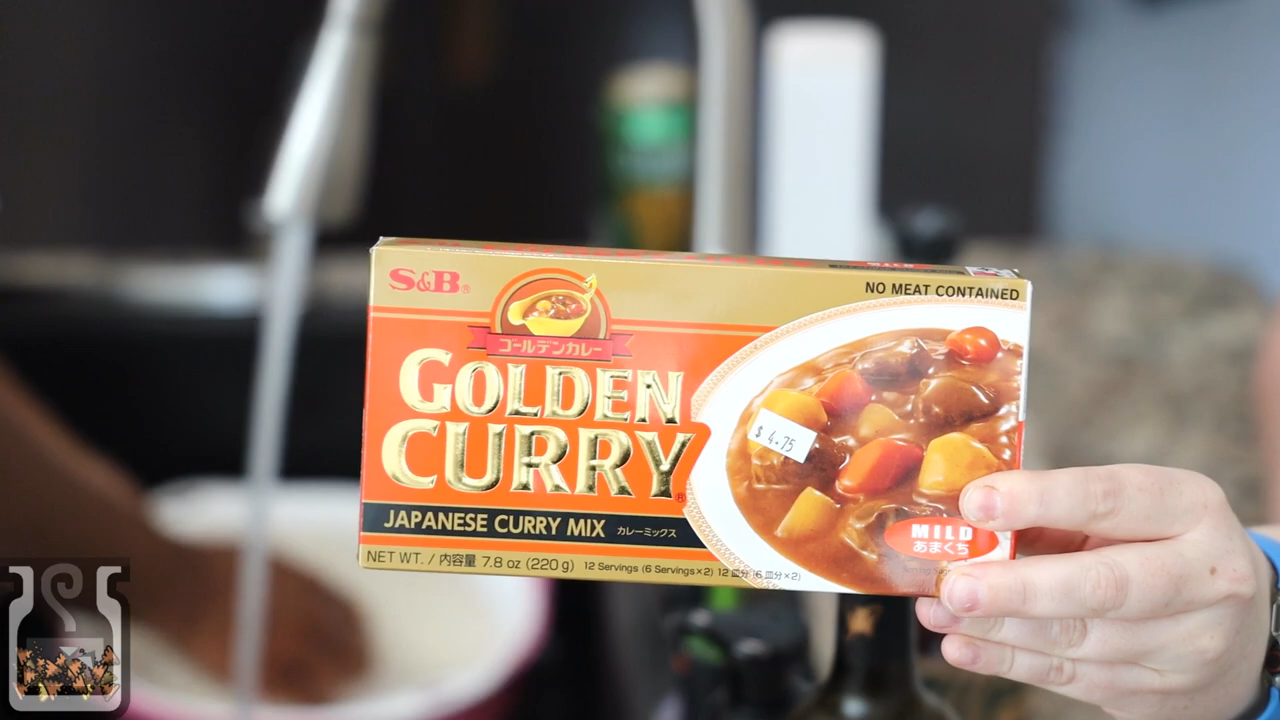 S&B®
NO MEAT CONTAINED
ゴールデンカレー
GOLDEN
CURRY®
$ 4.75
JAPANESE CURRY MIX カレーミックス
MILD
あまくち
NET WT. / 内容量 7.8 oz (220 g) 12 Servings (6 Servings×2) 12 皿分 (6 皿分×2)